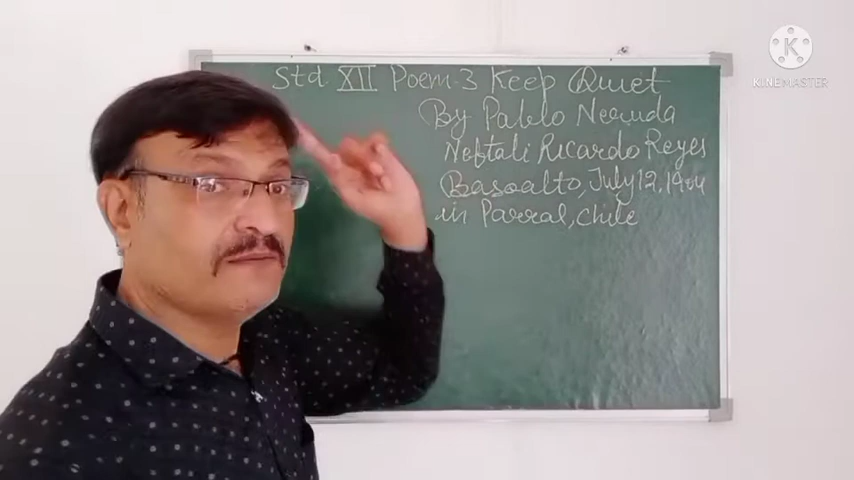 Std XII Poem-3 Keep Quiet
By Pablo Neruda
Neftali Ricardo Reyes
Basoalto, July 12, 1904
in Parral, Chile
K
KINEMASTER